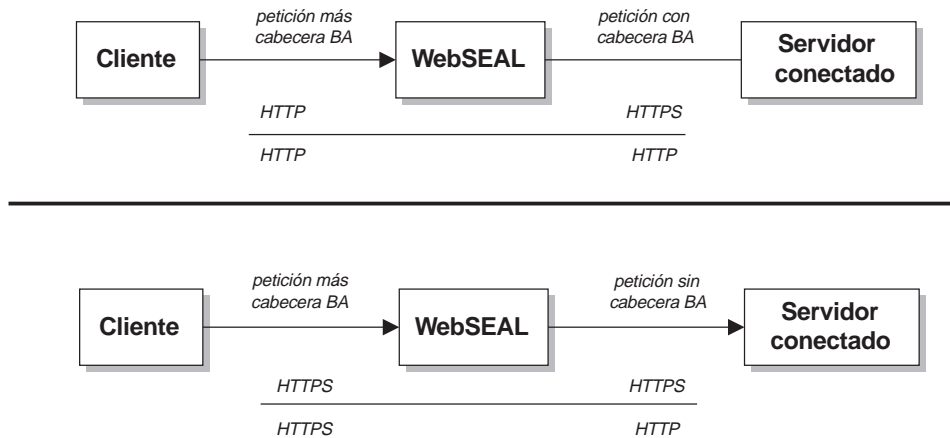 petición más
cabecera BA
petición con
cabecera BA
Cliente
WebSEAL
Servidor
conectado
HTTP
HTTPS
HTTP
HTTP
petición más
cabecera BA
petición sin
cabecera BA
Cliente
WebSEAL
Servidor
conectado
HTTPS
HTTPS
HTTPS
HTTP